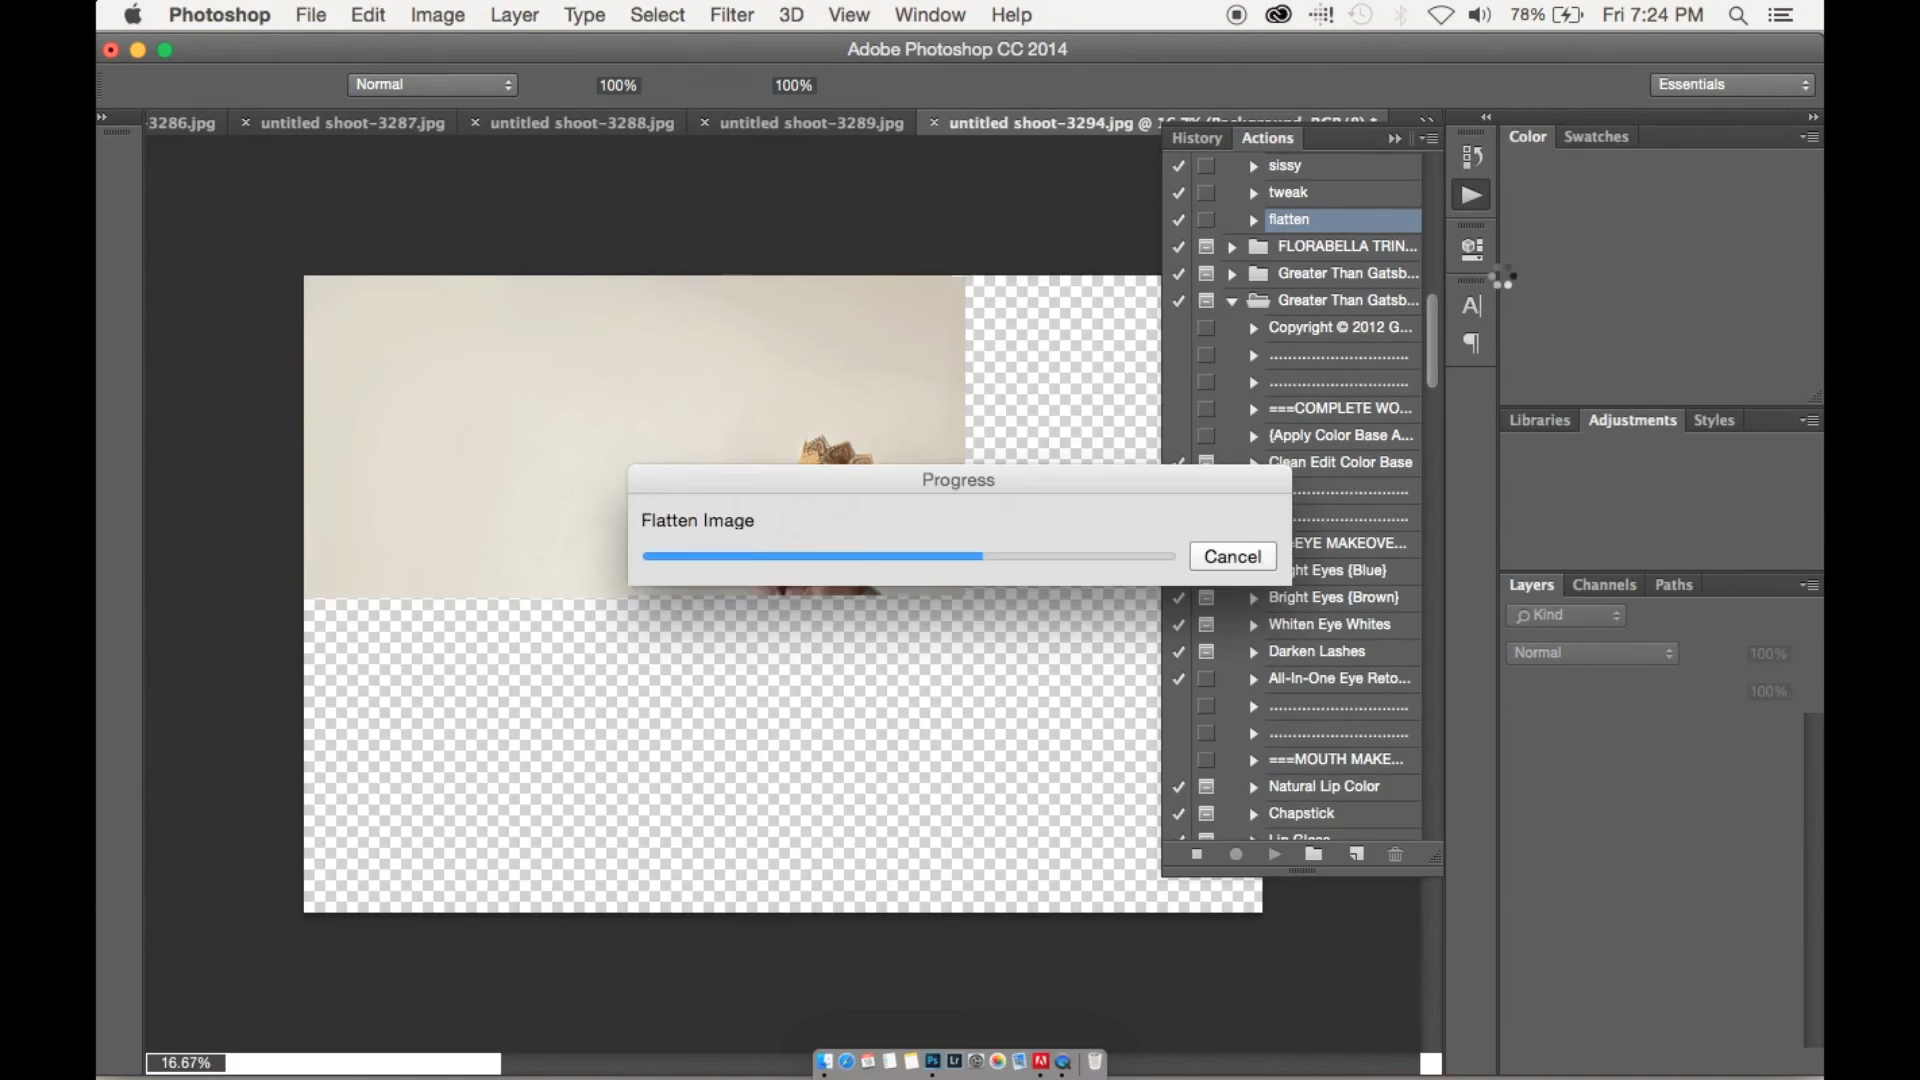 Photoshop File Edit Image Layer Type Select Filter 3D View Window Help 78% Fri 7:24 PM
Adobe Photoshop CC 2014
Normal 100% 100% Essentials
-3286.jpg × untitled shoot-3287.jpg × untitled shoot-3288.jpg × untitled shoot-3289.jpg × untitled shoot-3294.jpg @
History Actions
Color Swatches
sissy
tweak
flatten
FLORABELLA TRIN...
Greater Than Gatsb...
Greater Than Gatsb...
Copyright © 2012 G...
..............................
..............................
===COMPLETE WO...
{Apply Color Base A...
Clean Edit Color Base
EYE MAKEOVE...
ght Eyes {Blue}
Bright Eyes {Brown}
Whiten Eye Whites
Darken Lashes
All-In-One Eye Reto...
..............................
..............................
===MOUTH MAKE...
Natural Lip Color
Chapstick
Progress
Flatten Image
Cancel
Libraries Adjustments Styles
Layers Channels Paths
Kind
Normal 100%
100%
16.67%
Ps Lr